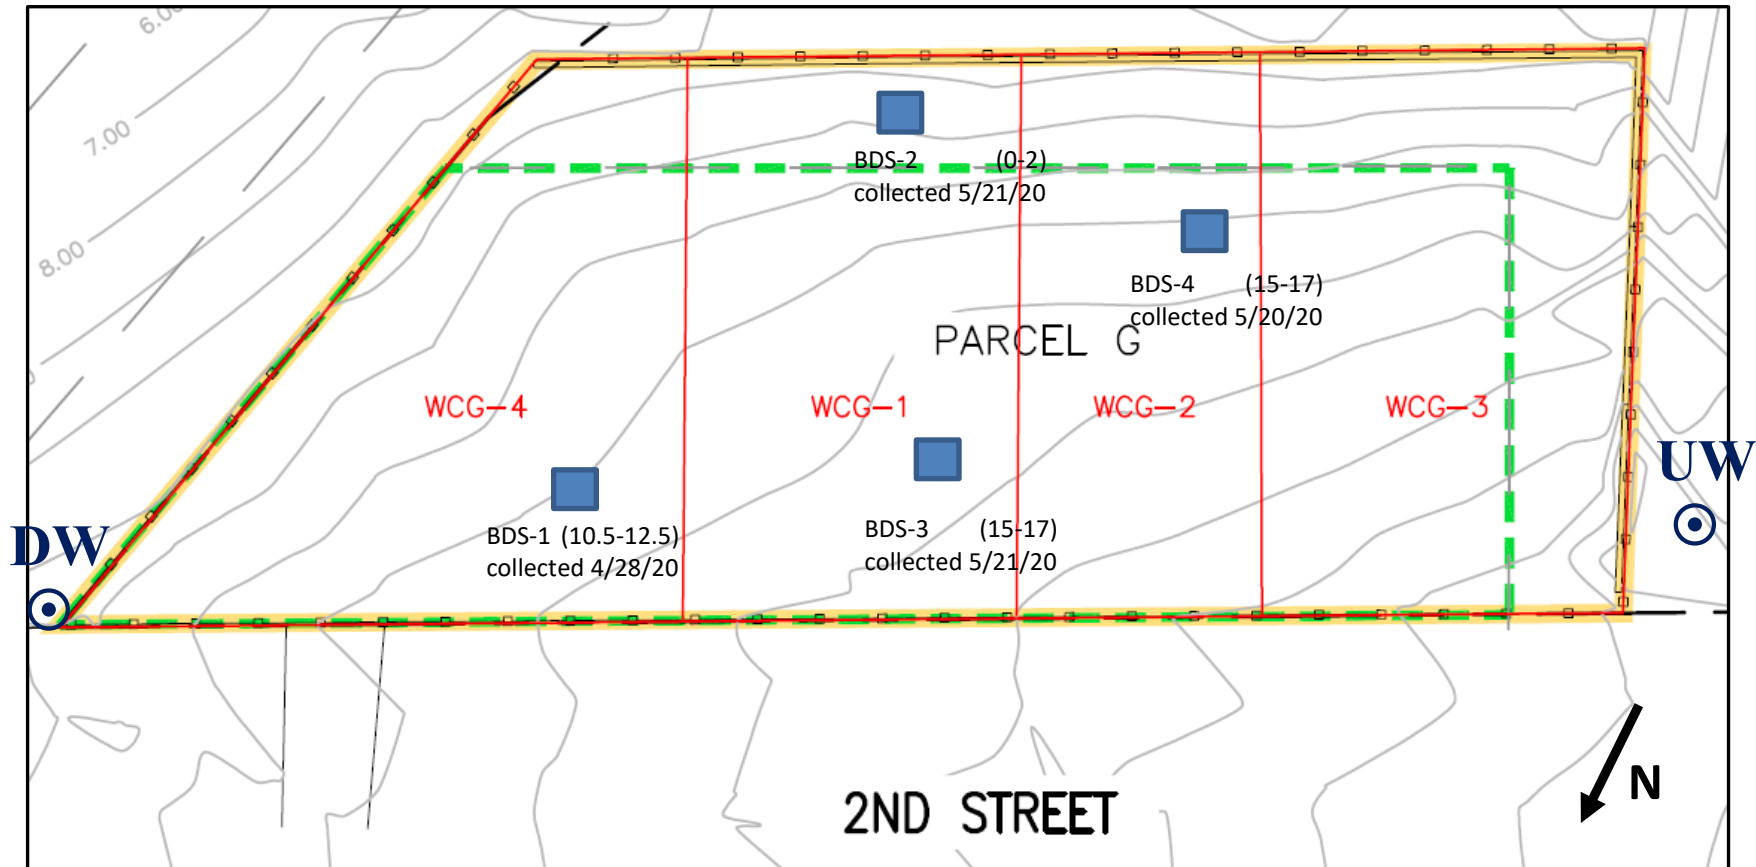 6.00
7.00
8.00
BDS-2 (0-2)
collected 5/21/20
BDS-4 (15-17)
collected 5/20/20
PARCEL G
WCG-4
WCG-1
WCG-2
WCG-3
UW
DW
BDS-1 (10.5-12.5)
collected 4/28/20
BDS-3 (15-17)
collected 5/21/20
N
2ND STREET